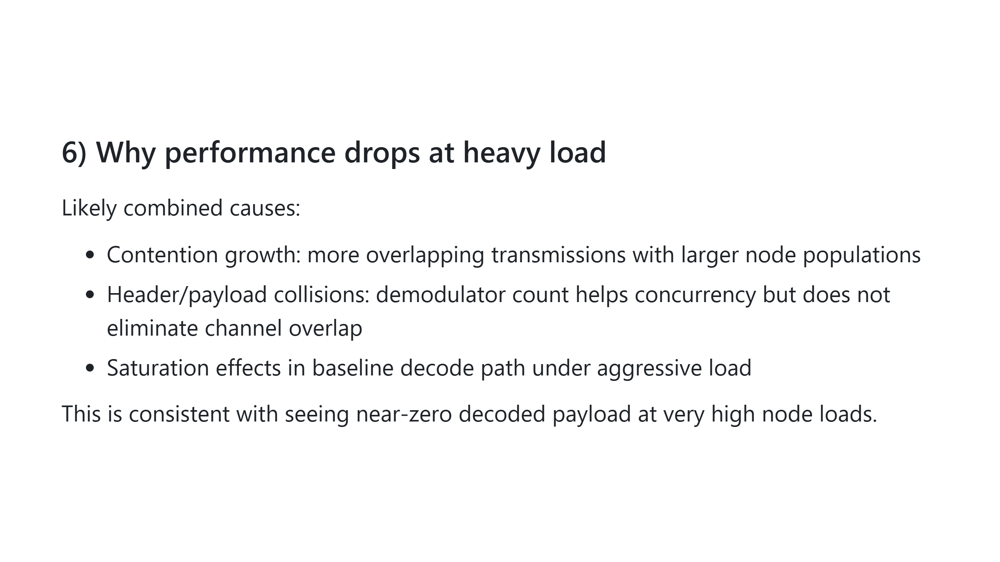 6) Why performance drops at heavy load
Likely combined causes:
• Contention growth: more overlapping transmissions with larger node populations
• Header/payload collisions: demodulator count helps concurrency but does not
eliminate channel overlap
• Saturation effects in baseline decode path under aggressive load
This is consistent with seeing near-zero decoded payload at very high node loads.